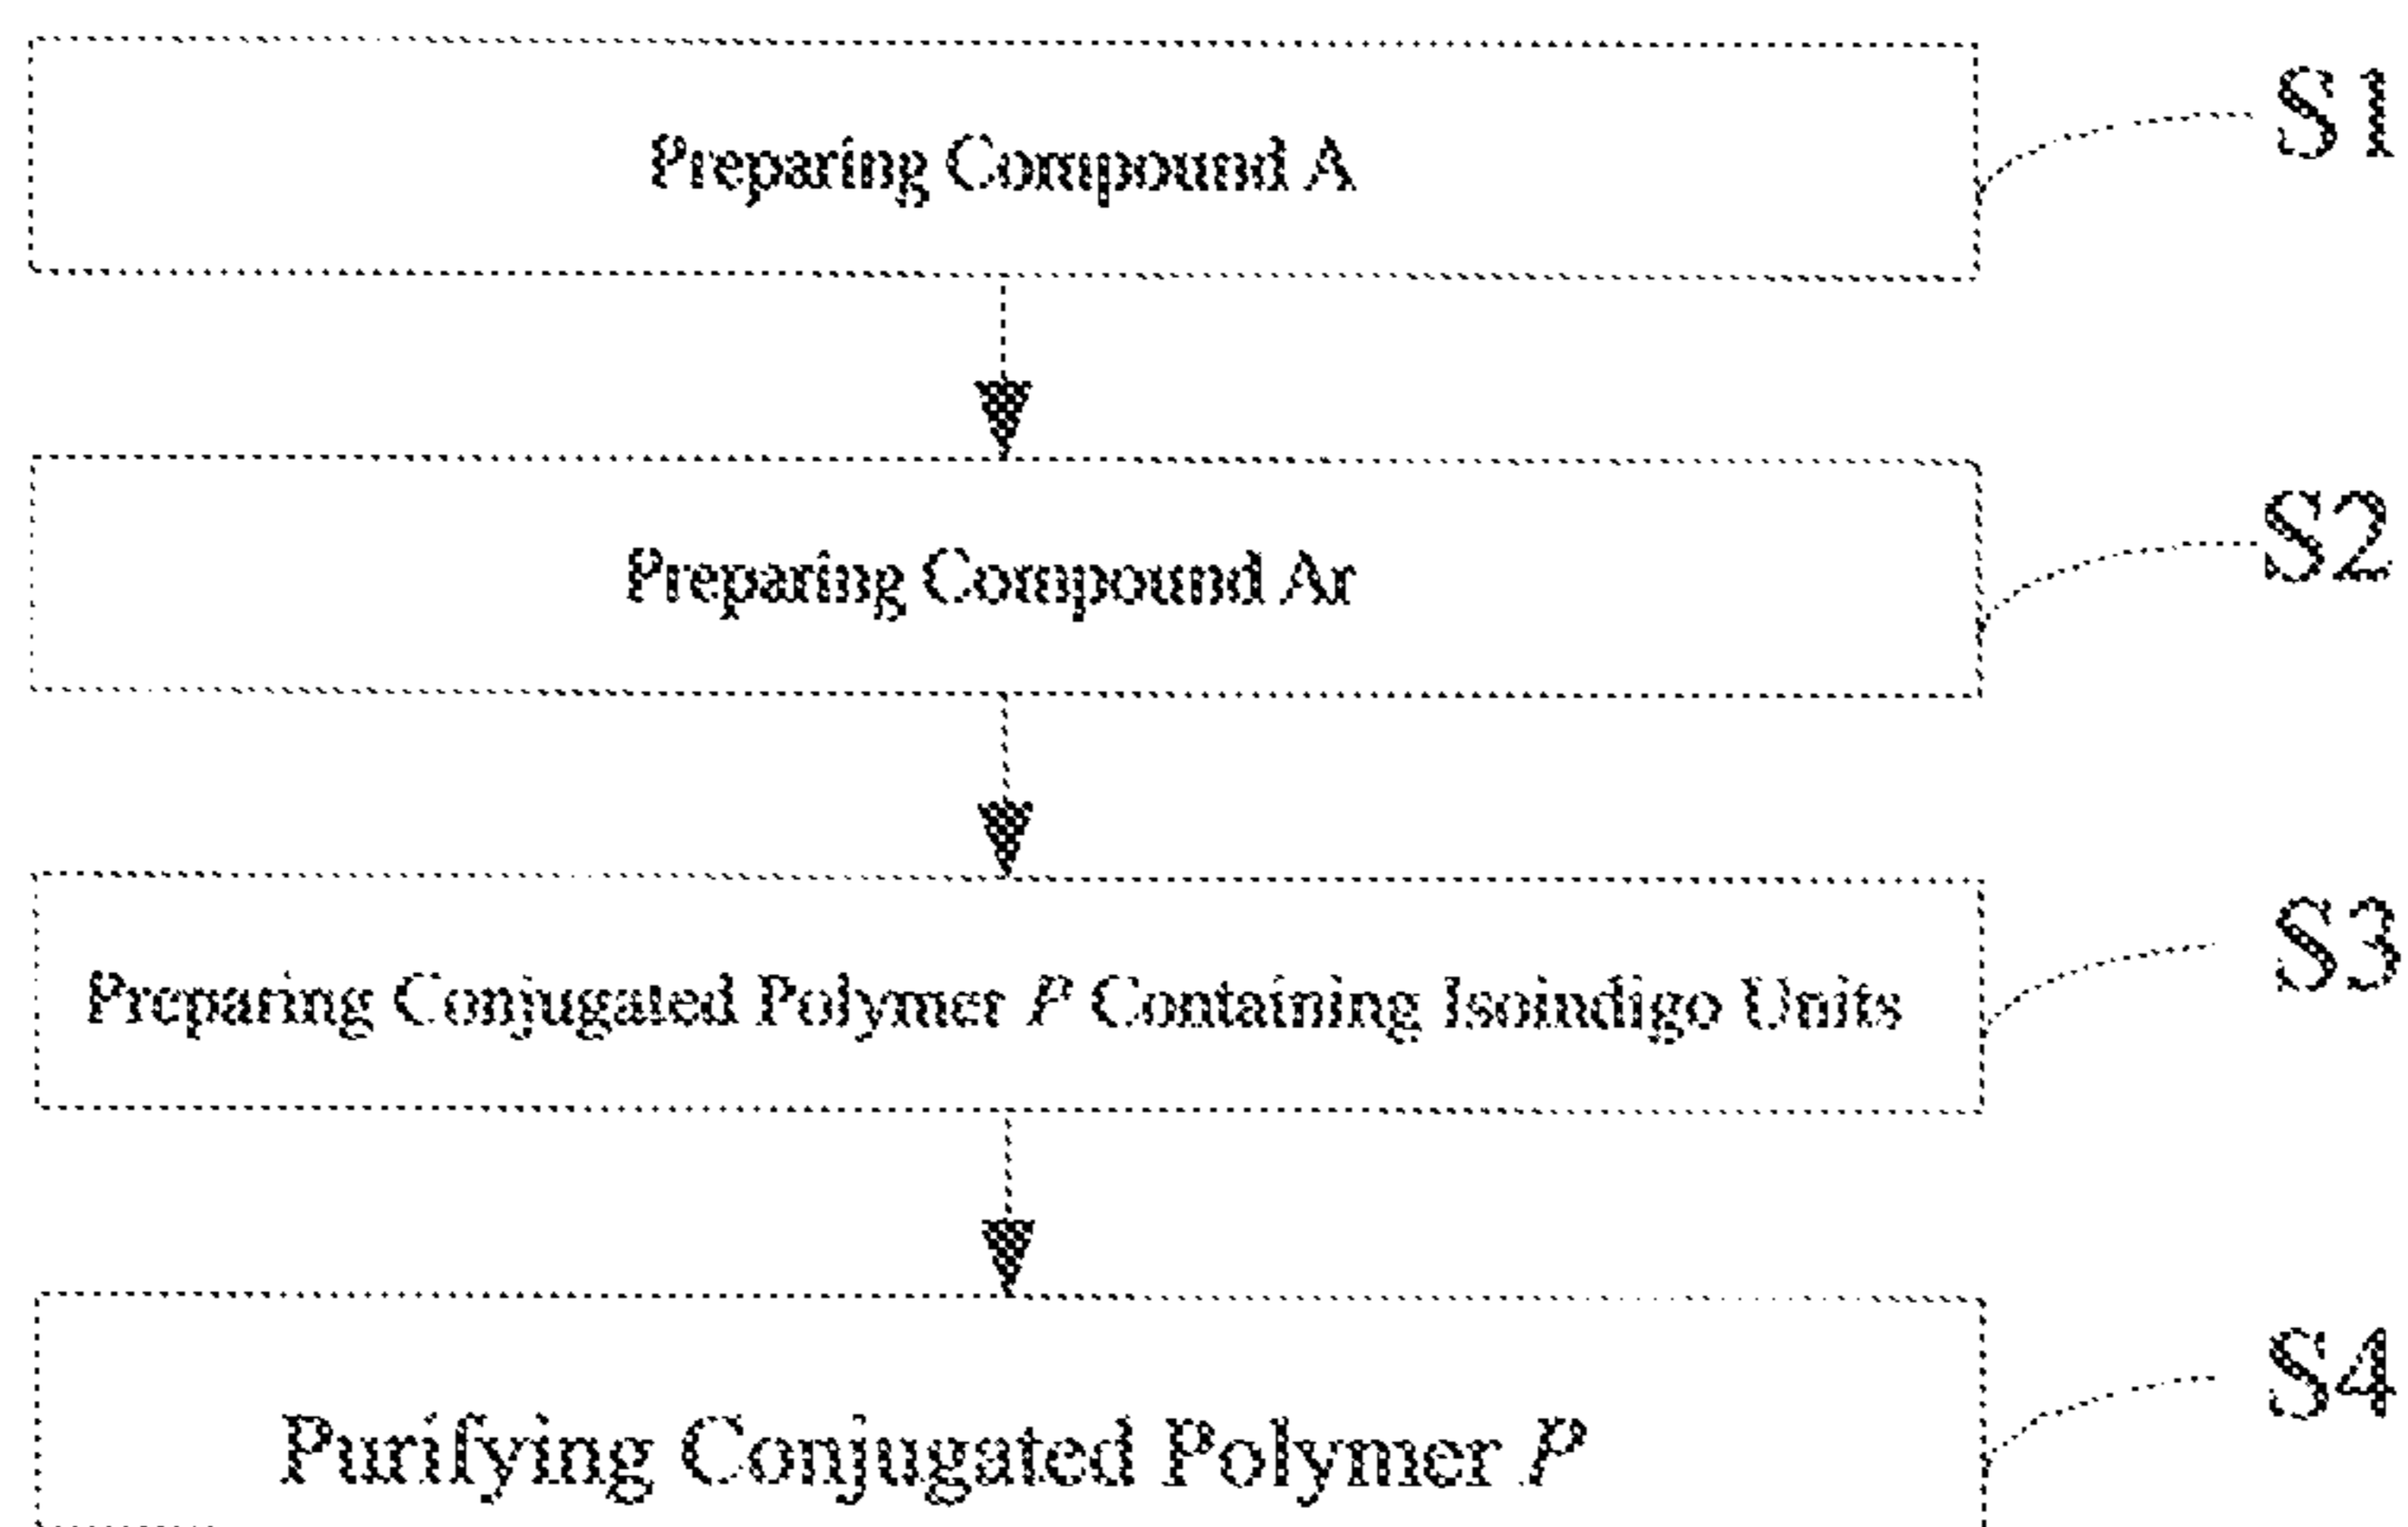 Preparing Compound A
S1
Preparing Compound Ar
S2
Preparing Conjugated Polymer P Containing Isoindigo Units
S3
Purifying Conjugated Polymer P
S4